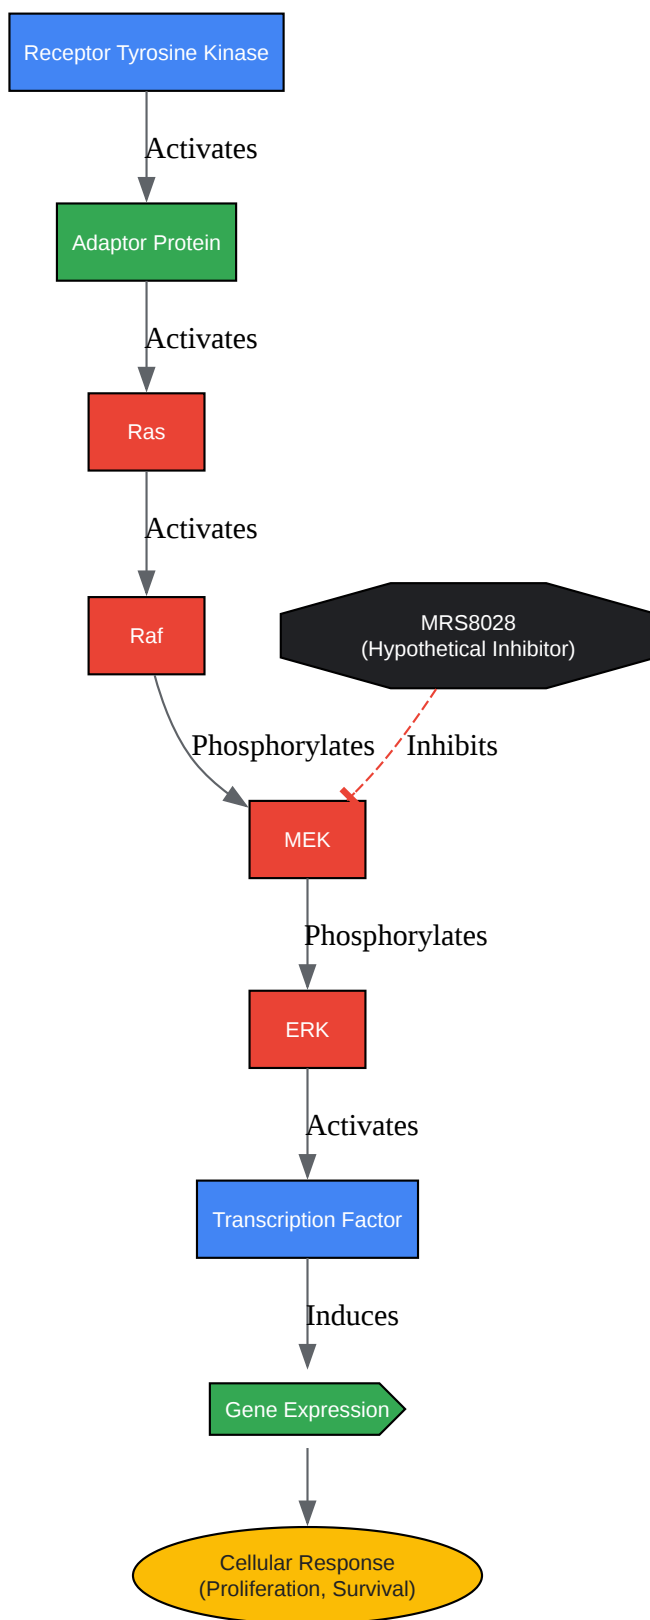 Receptor Tyrosine Kinase
Activates
Adaptor Protein
Activates
Ras
Activates
Raf
MRS8028
(Hypothetical Inhibitor)
Phosphorylates
Inhibits
MEK
Phosphorylates
ERK
Activates
Transcription Factor
Induces
Gene Expression
Cellular Response
(Proliferation, Survival)